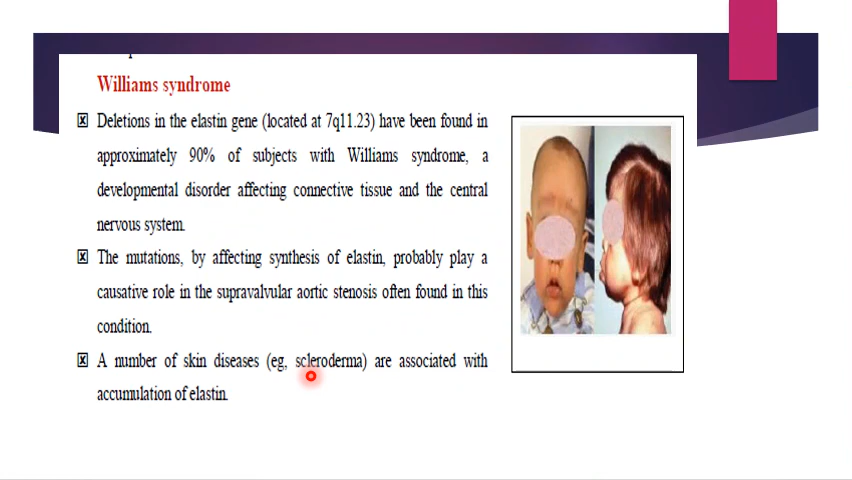 Williams syndrome
Deletions in the elastin gene (located at 7q11.23) have been found in
approximately 90% of subjects with Williams syndrome, a
developmental disorder affecting connective tissue and the central
nervous system.
The mutations, by affecting synthesis of elastin, probably play a
causative role in the supravalvular aortic stenosis often found in this
condition.
A number of skin diseases (eg, scleroderma) are associated with
accumulation of elastin.